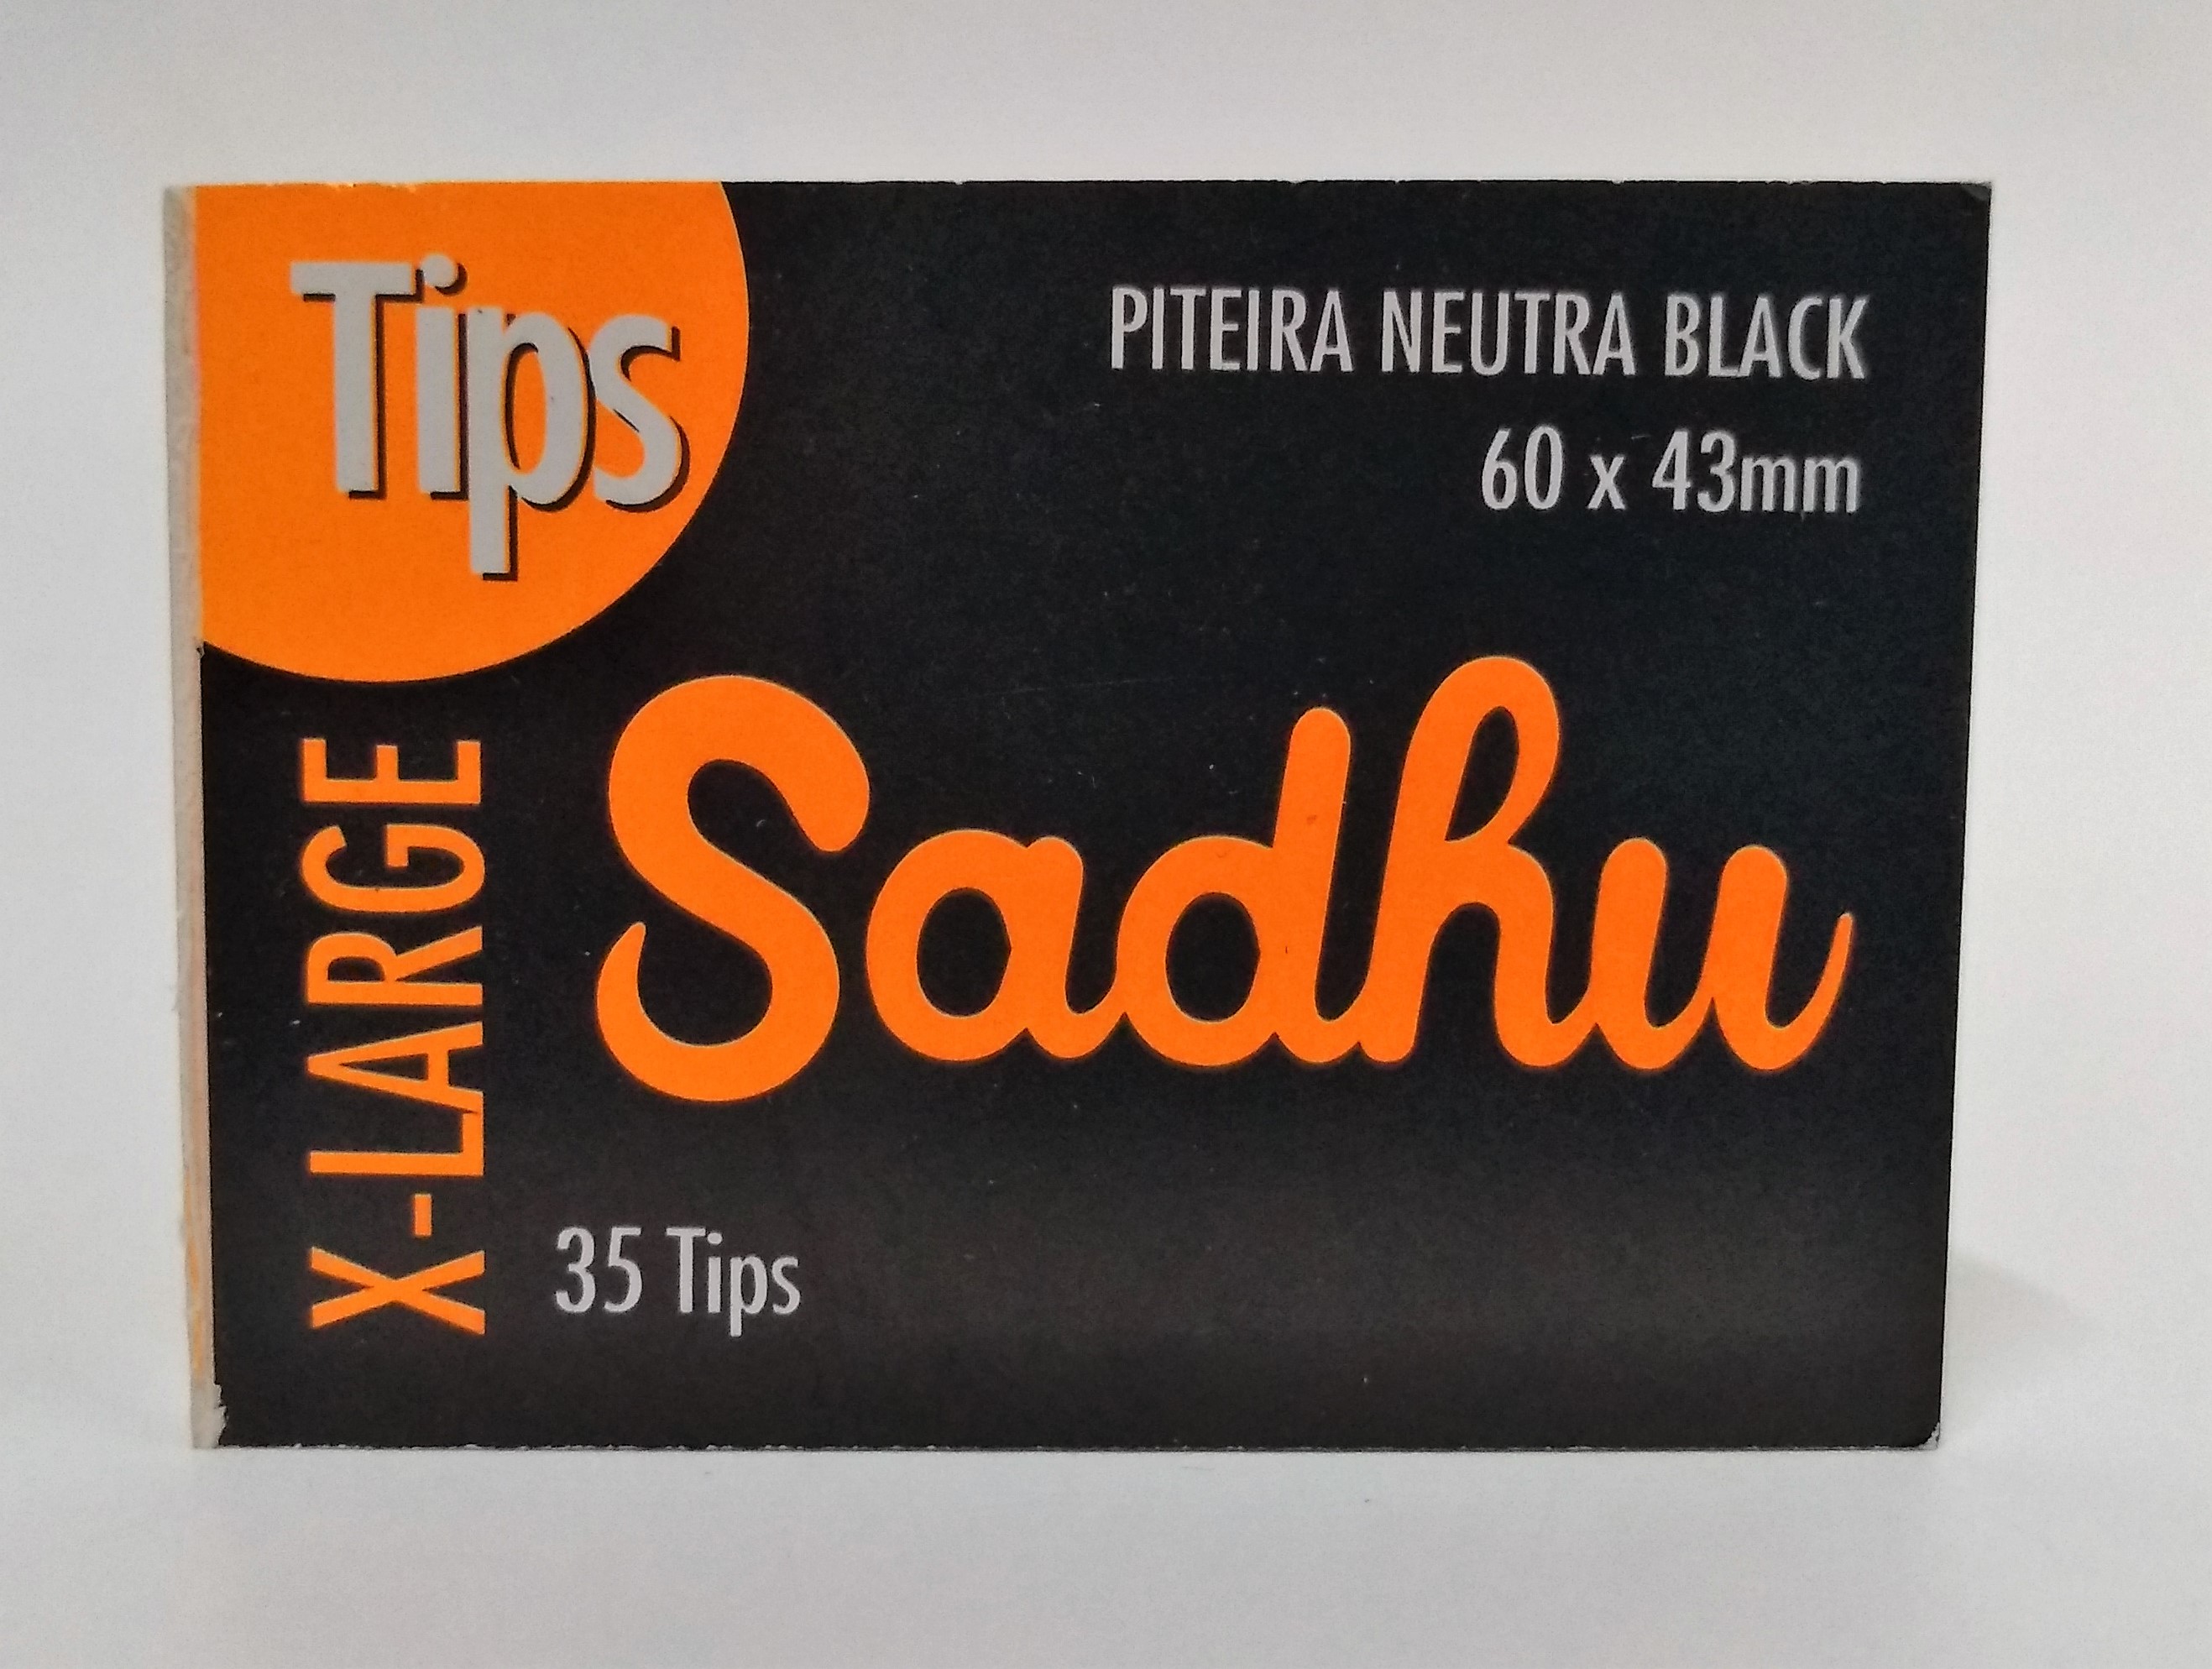 Tips
PITEIRA NEUTRA BLACK
60 x 43mm
X-LARGE
Sadhu
35 Tips